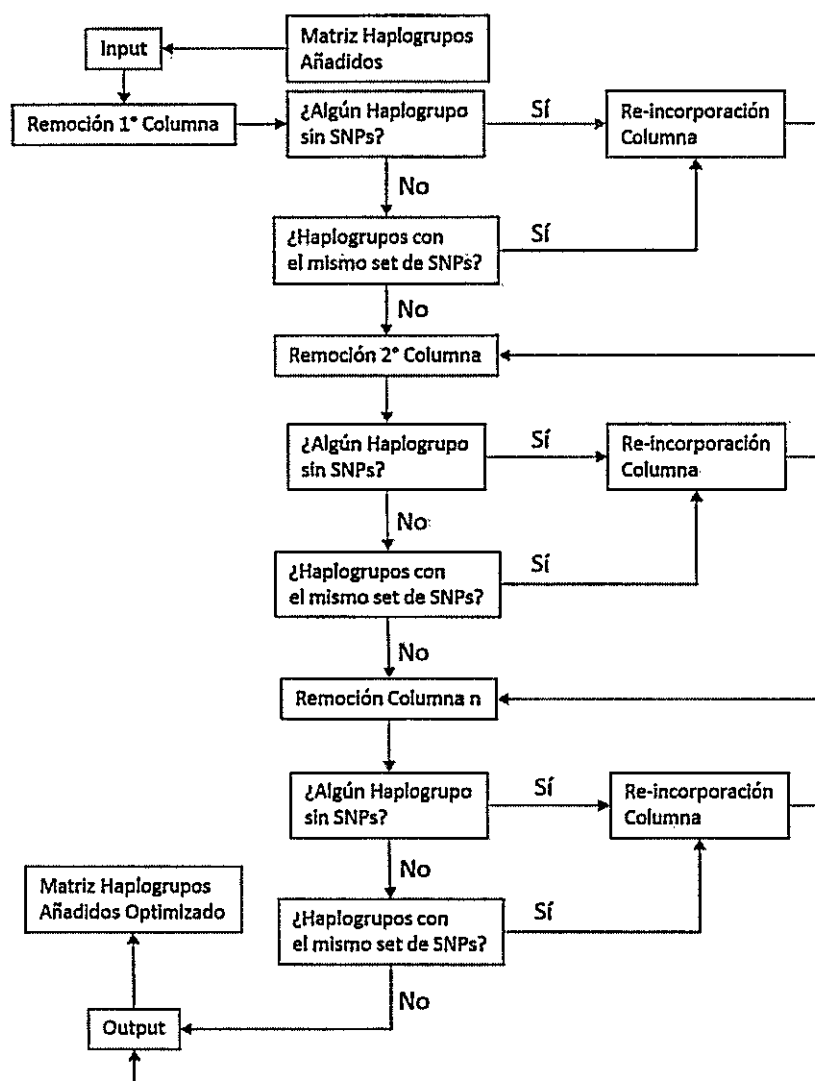 Input
Matriz Haplogrupos
Añadidos
Remoción 1° Columna
¿Algún Haplogrupo
sin SNPs?
Sí
Re-incorporación
Columna
No
¿Haplogrupos con
el mismo set de SNPs?
Sí
No
Remoción 2° Columna
¿Algún Haplogrupo
sin SNPs?
Sí
Re-incorporación
Columna
No
¿Haplogrupos con
el mismo set de SNPs?
Sí
No
Remoción Columna n
¿Algún Haplogrupo
sin SNPs?
Sí
Re-incorporación
Columna
No
Matriz Haplogrupos
Añadidos Optimizado
¿Haplogrupos con
el mismo set de SNPs?
Sí
No
Output